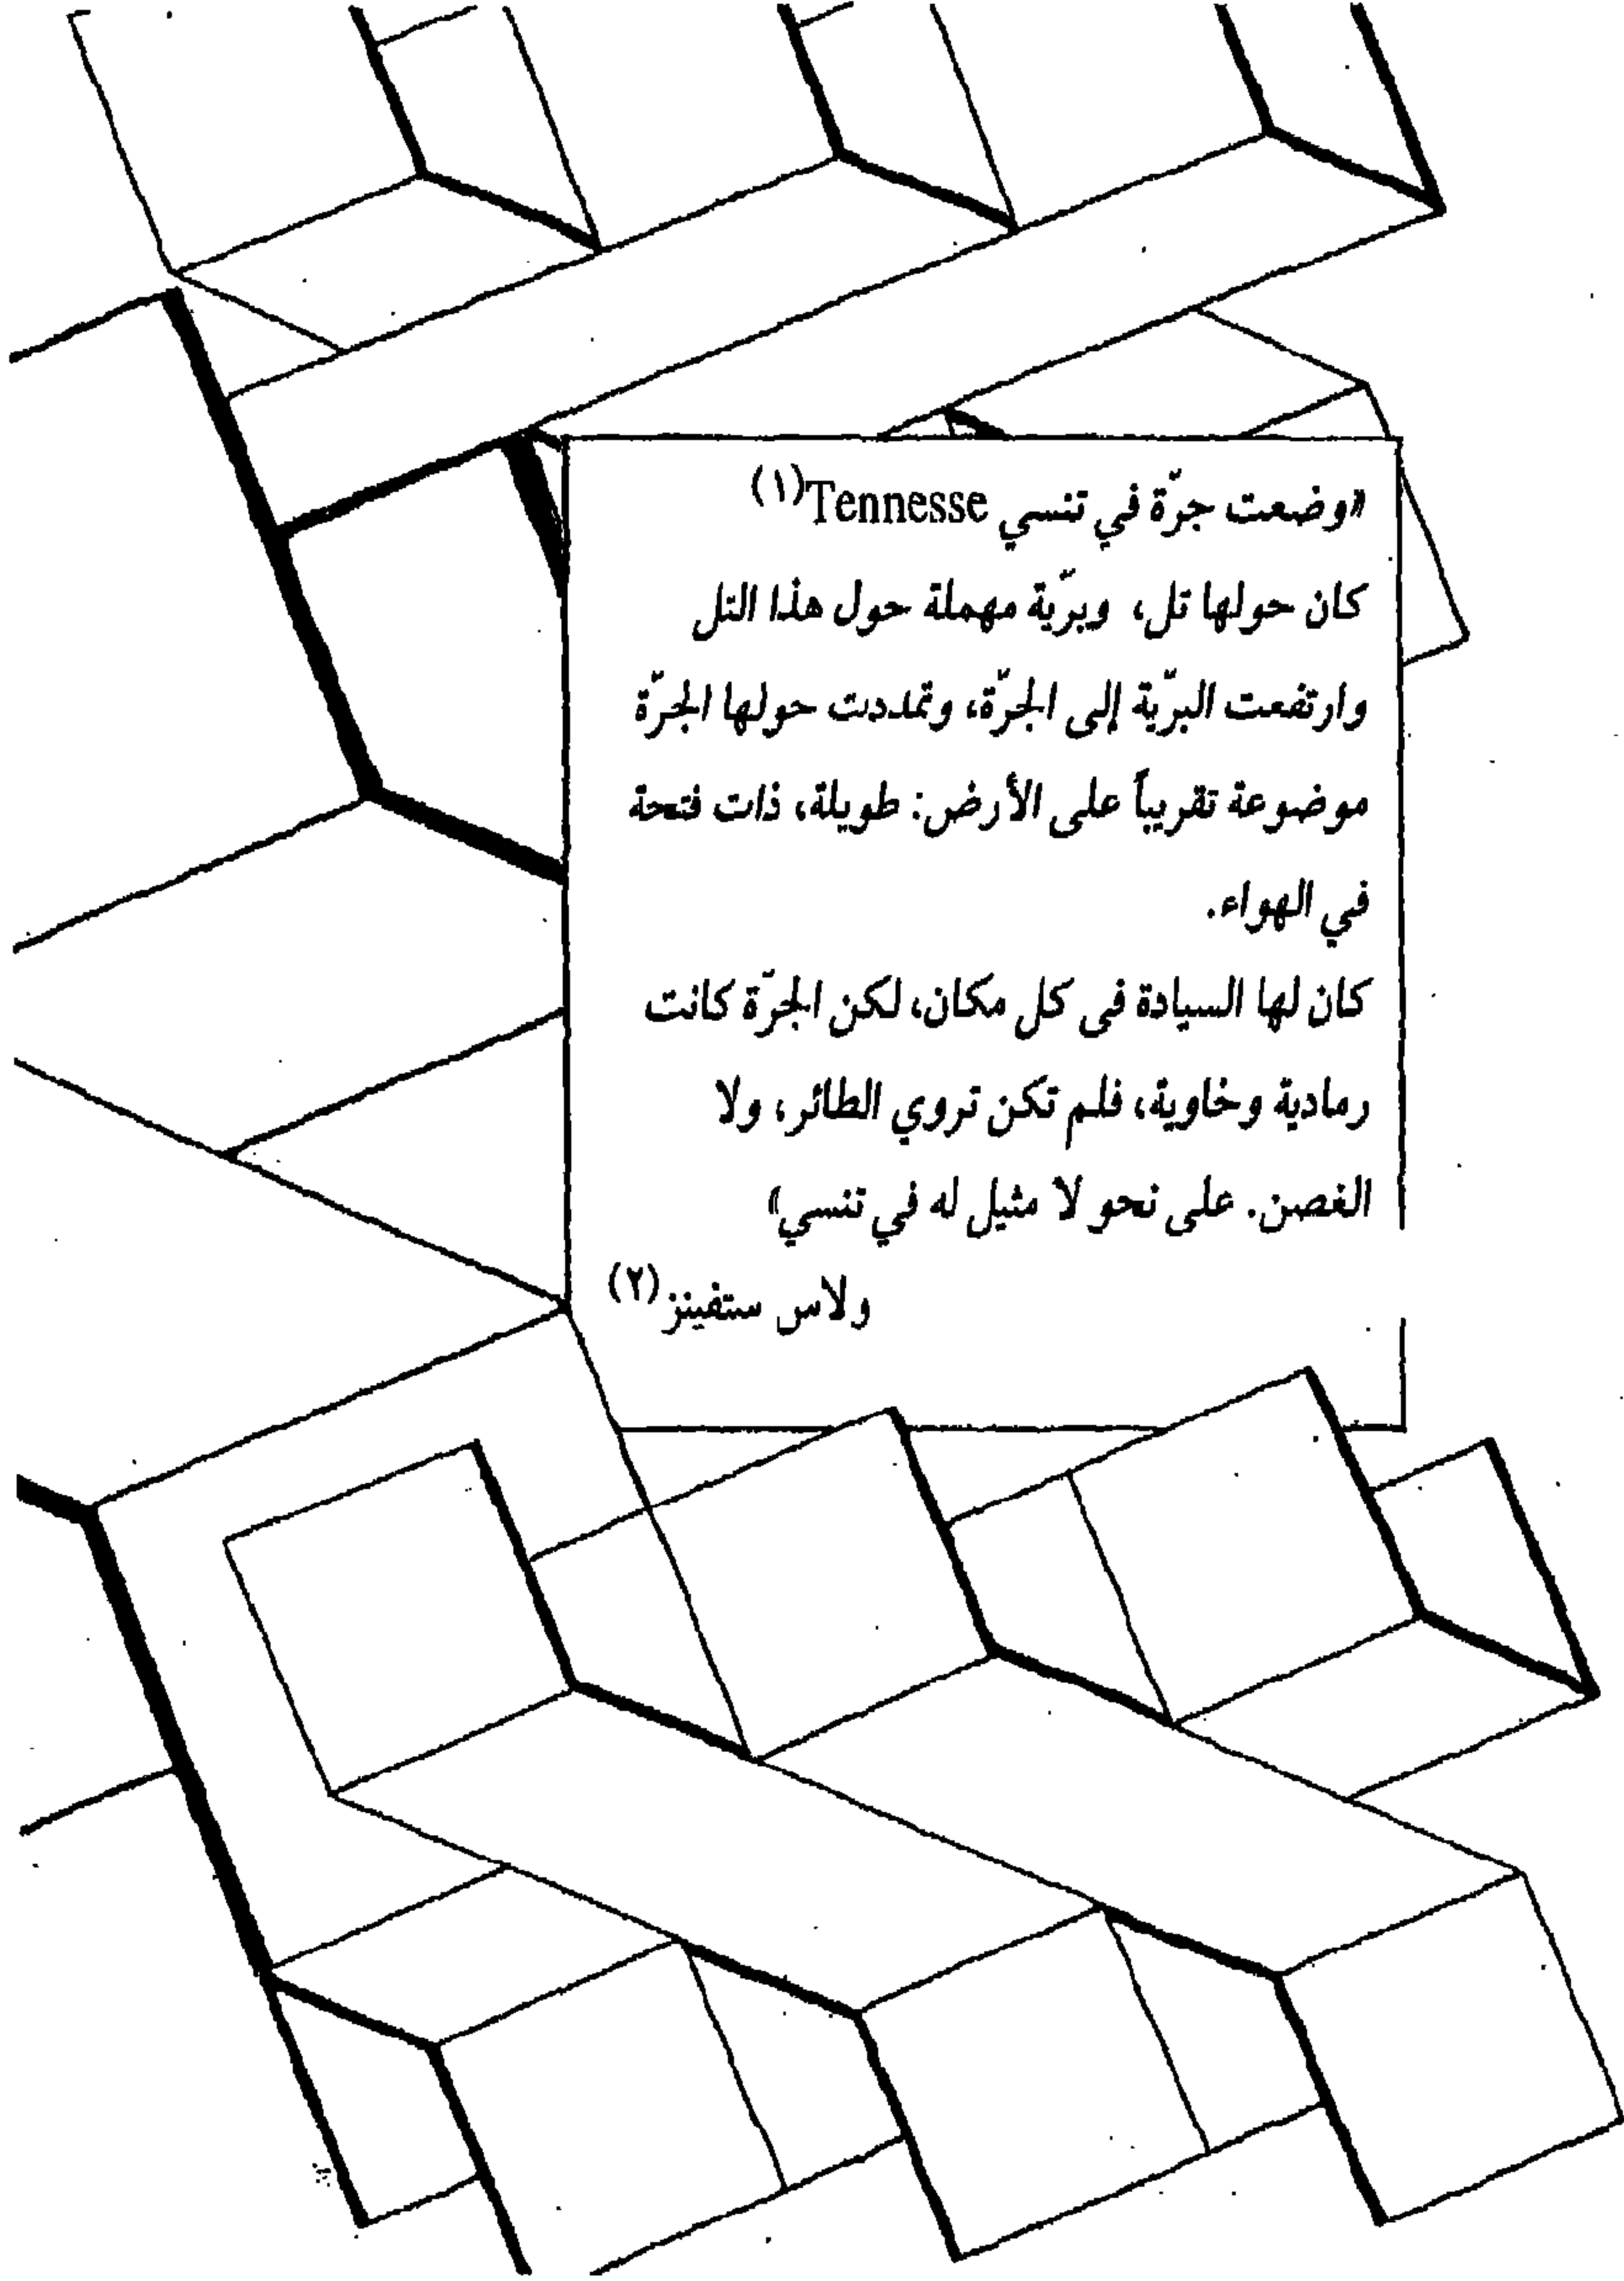 «وضعت جرّة في تنسي Tennesse(١)
كان حولها تل، وبرّية مهملة حول هذا التل
وارتفعت البرّية إلى الجرّة، وتمددت حولها الجرّة
موضوعة تقريباً على الأرض: طويلة، ذات فتحة
في الهواء.
كان لها السيادة في كل مكان، لكن الجرّة كانت
رمادية وخاوية، فلم تكن تروي الطائر، ولا
الغصن. على نحو لا مثيل له في تنسي»
ولاس ستفينز(٢)